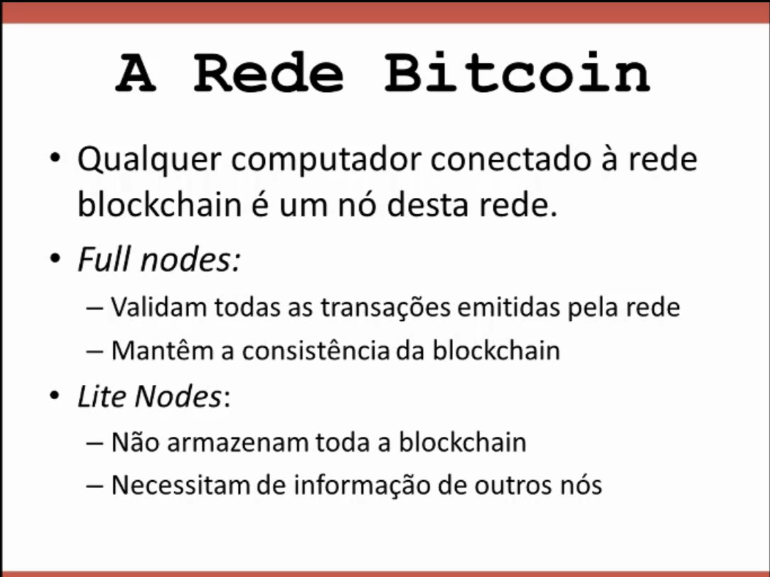 A Rede Bitcoin
• Qualquer computador conectado à rede
blockchain é um nó desta rede.
• Full nodes:
– Validam todas as transações emitidas pela rede
– Mantêm a consistência da blockchain
• Lite Nodes:
– Não armazenam toda a blockchain
– Necessitam de informação de outros nós